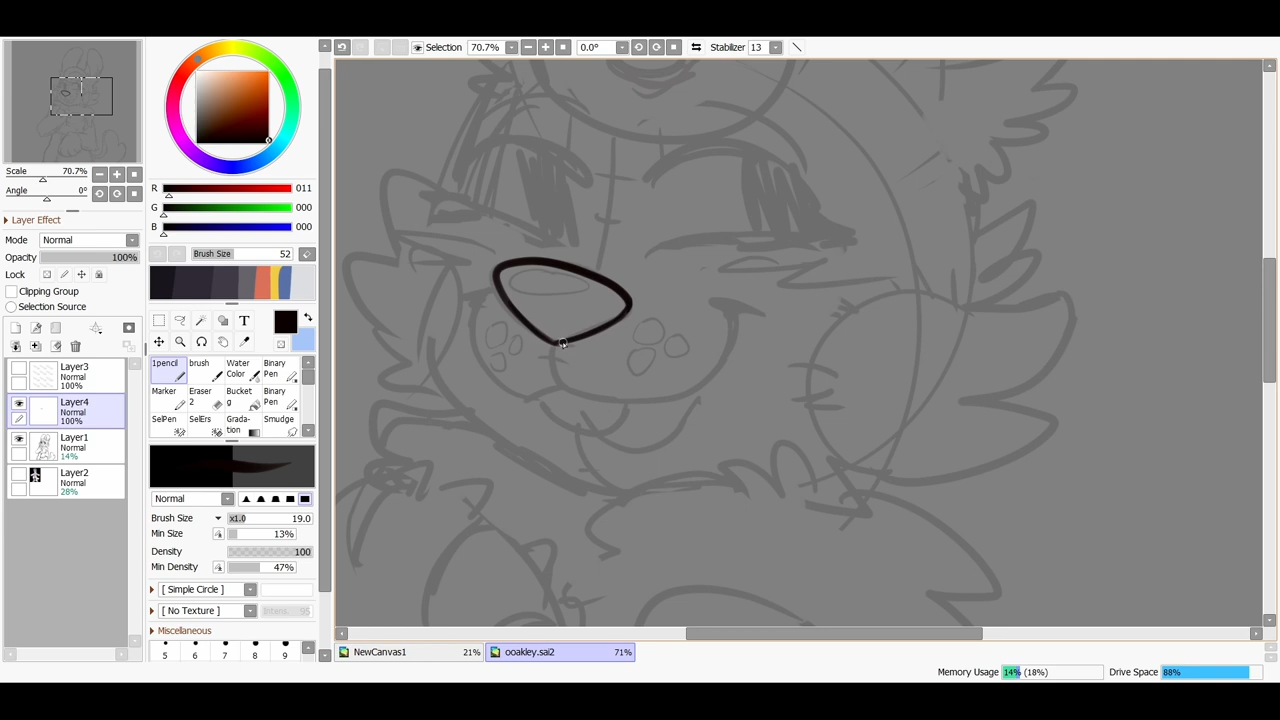 Selection 70.7% 0.0° Stabilizer 13
Scale 70.7%
Angle 0°
Layer Effect
Mode Normal
Opacity 100%
Lock
Clipping Group
Selection Source
Layer3
Normal
100%
Layer4
Normal
100%
Layer1
Normal
14%
Layer2
Normal
28%
R 011
G 000
B 000
Brush Size 52
T
1pencil brush Water Color Binary Pen
Marker Eraser 2 Bucket g Binary Pen
SelPen SelErs Gradation Smudge
Normal
Brush Size x1.0 19.0
Min Size 13%
Density 100
Min Density 47%
[ Simple Circle ]
[ No Texture ] Intens. 95
Miscellaneous
5 6 7 8 9
NewCanvas1 21% ooakley.sai2 71%
Memory Usage 14% (18%) Drive Space 88%